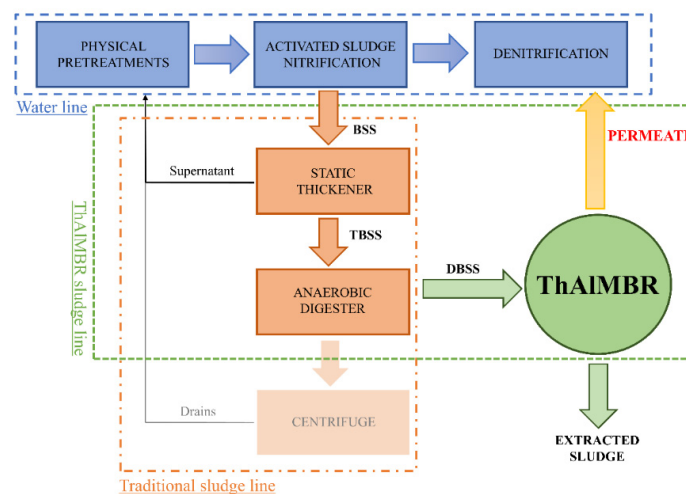 PHYSICAL
PRETREATMENTS
ACTIVATED SLUDGE
NITRIFICATION
DENITRIFICATION
Water line
BSS
PERMEATE
Supernatant
STATIC
THICKENER
TBSS
ThAlMBR sludge line
DBSS
ThAlMBR
ANAEROBIC
DIGESTER
Drains
CENTRIFUGE
EXTRACTED
SLUDGE
Traditional sludge line